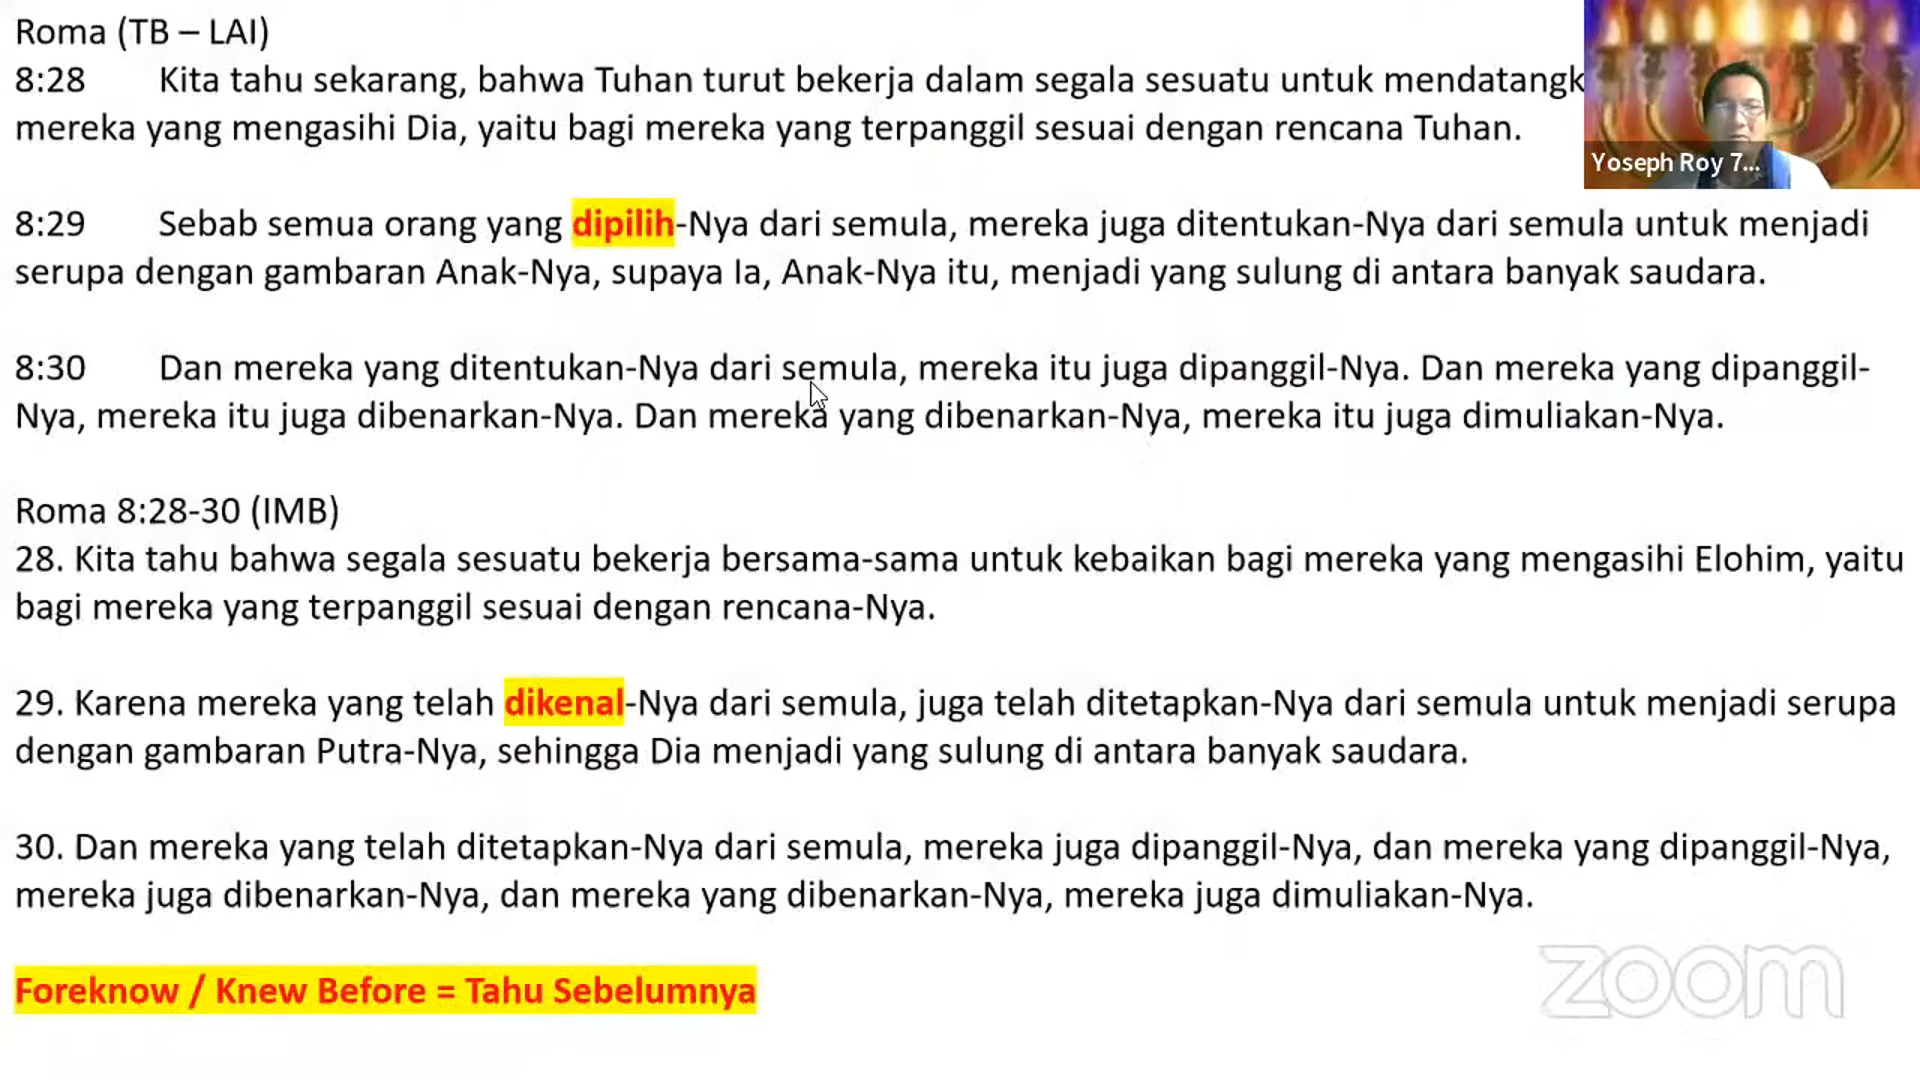 Roma (TB – LAI)
8:28 Kita tahu sekarang, bahwa Tuhan turut bekerja dalam segala sesuatu untuk mendatangk
mereka yang mengasihi Dia, yaitu bagi mereka yang terpanggil sesuai dengan rencana Tuhan.
Yoseph Roy 7...
8:29 Sebab semua orang yang dipilih-Nya dari semula, mereka juga ditentukan-Nya dari semula untuk menjadi
serupa dengan gambaran Anak-Nya, supaya Ia, Anak-Nya itu, menjadi yang sulung di antara banyak saudara.
8:30 Dan mereka yang ditentukan-Nya dari semula, mereka itu juga dipanggil-Nya. Dan mereka yang dipanggil-
Nya, mereka itu juga dibenarkan-Nya. Dan mereka yang dibenarkan-Nya, mereka itu juga dimuliakan-Nya.
Roma 8:28-30 (IMB)
28. Kita tahu bahwa segala sesuatu bekerja bersama-sama untuk kebaikan bagi mereka yang mengasihi Elohim, yaitu
bagi mereka yang terpanggil sesuai dengan rencana-Nya.
29. Karena mereka yang telah dikenal-Nya dari semula, juga telah ditetapkan-Nya dari semula untuk menjadi serupa
dengan gambaran Putra-Nya, sehingga Dia menjadi yang sulung di antara banyak saudara.
30. Dan mereka yang telah ditetapkan-Nya dari semula, mereka juga dipanggil-Nya, dan mereka yang dipanggil-Nya,
mereka juga dibenarkan-Nya, dan mereka yang dibenarkan-Nya, mereka juga dimuliakan-Nya.
Foreknow / Knew Before = Tahu Sebelumnya
zoom